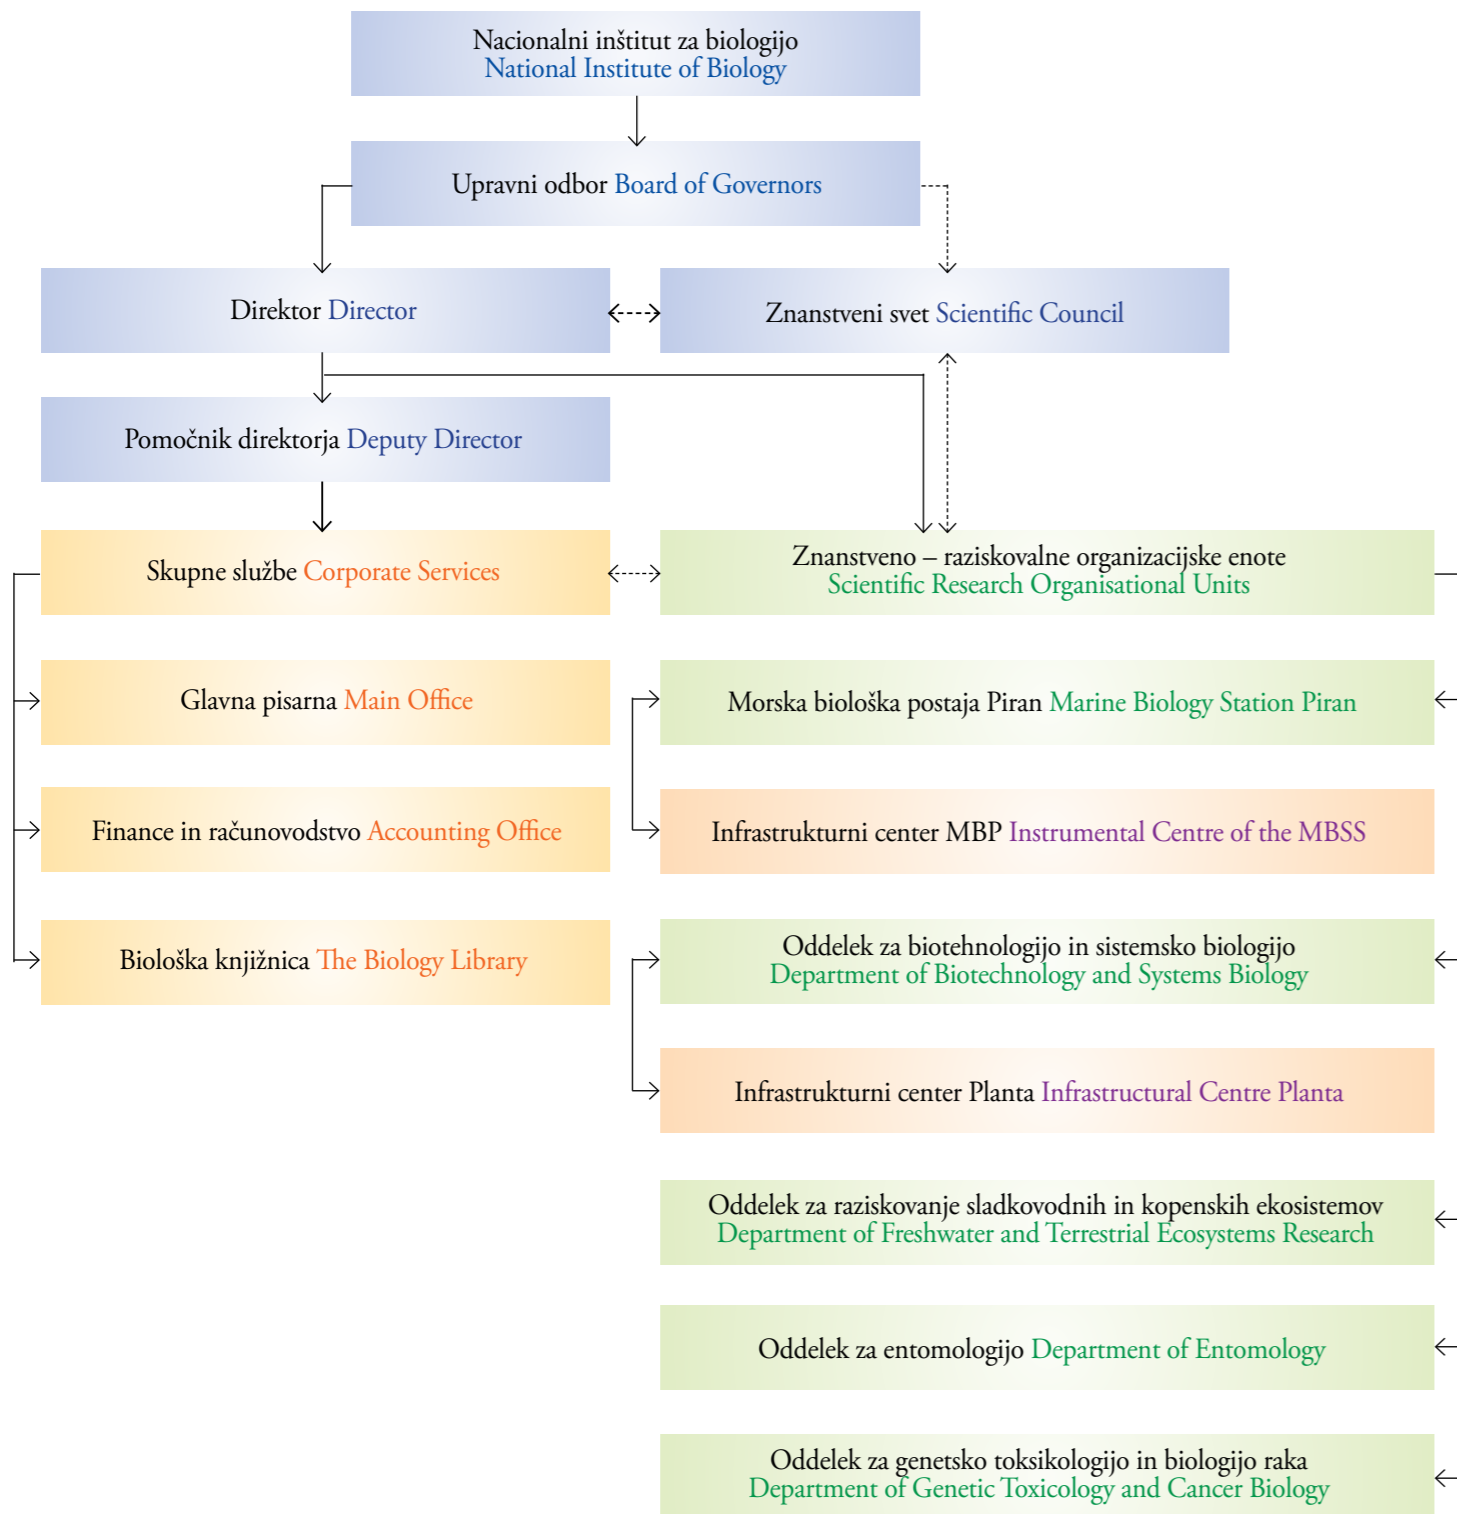 Nacionalni inštitut za biologijo
National Institute of Biology
Upravni odbor Board of Governors
Direktor Director
Znanstveni svet Scientific Council
Pomočnik direktorja Deputy Director
Skupne službe Corporate Services
Znanstveno – raziskovalne organizacijske enote
Scientific Research Organisational Units
Glavna pisarna Main Office
Morska biološka postaja Piran Marine Biology Station Piran
Finance in računovodstvo Accounting Office
Infrastrukturni center MBP Instrumental Centre of the MBSS
Biološka knjižnica The Biology Library
Oddelek za biotehnologijo in sistemsko biologijo
Department of Biotechnology and Systems Biology
Infrastrukturni center Planta Infrastructural Centre Planta
Oddelek za raziskovanje sladkovodnih in kopenskih ekosistemov
Department of Freshwater and Terrestrial Ecosystems Research
Oddelek za entomologijo Department of Entomology
Oddelek za genetsko toksikologijo in biologijo raka
Department of Genetic Toxicology and Cancer Biology